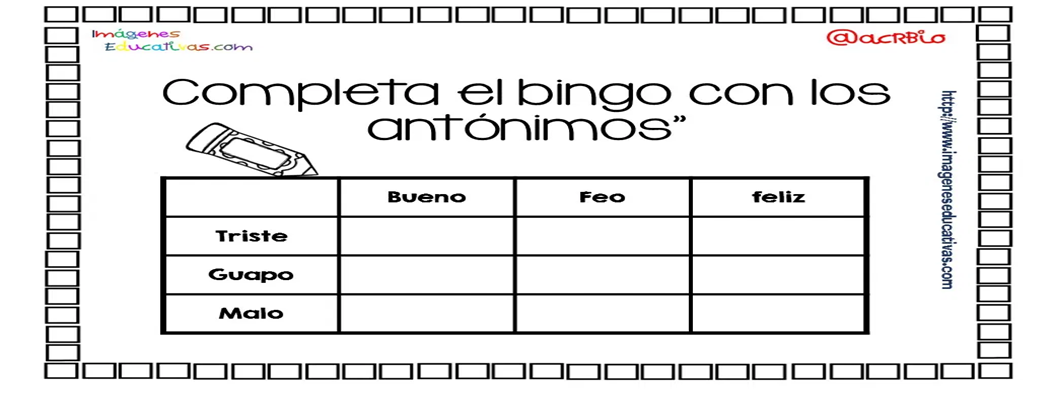 Imágenes
Educativas.com
@acrbio
Completa el bingo con los
antónimos”
Bueno Feo feliz
Triste
Guapo
Malo
http://www.imageneseducativas.com